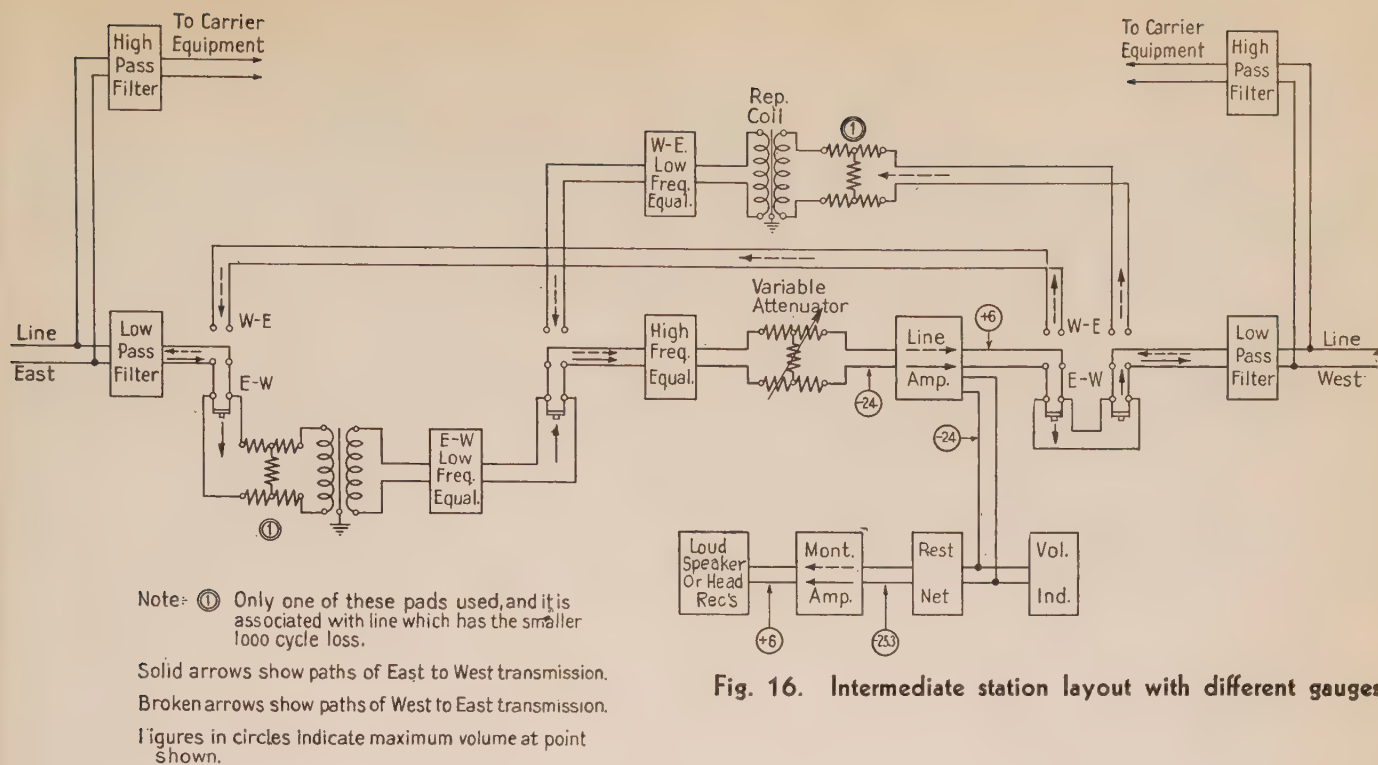 High
Pass
Filter
To Carrier
Equipment
To Carrier
Equipment
High
Pass
Filter
Rep.
Coil
①
W-E.
Low
Freq.
Equal.
Variable
Attenuator
Line
East
Low
Pass
Filter
W-E
E-W
High
Freq.
Equal.
-24
Line
Amp.
+6
W-E
E-W
Low
Pass
Filter
Line
West
①
E-W
Low
Freq.
Equal.
-24
Loud
Speaker
Or Head
Rec's
+6
Mont.
Amp.
-25.3
Rest
Net
Vol.
Ind.
Note:- ① Only one of these pads used, and it is
associated with line which has the smaller
1000 cycle loss.
Solid arrows show paths of East to West transmission.
Broken arrows show paths of West to East transmission.
Figures in circles indicate maximum volume at point
shown.
Fig. 16. Intermediate station layout with different gauges